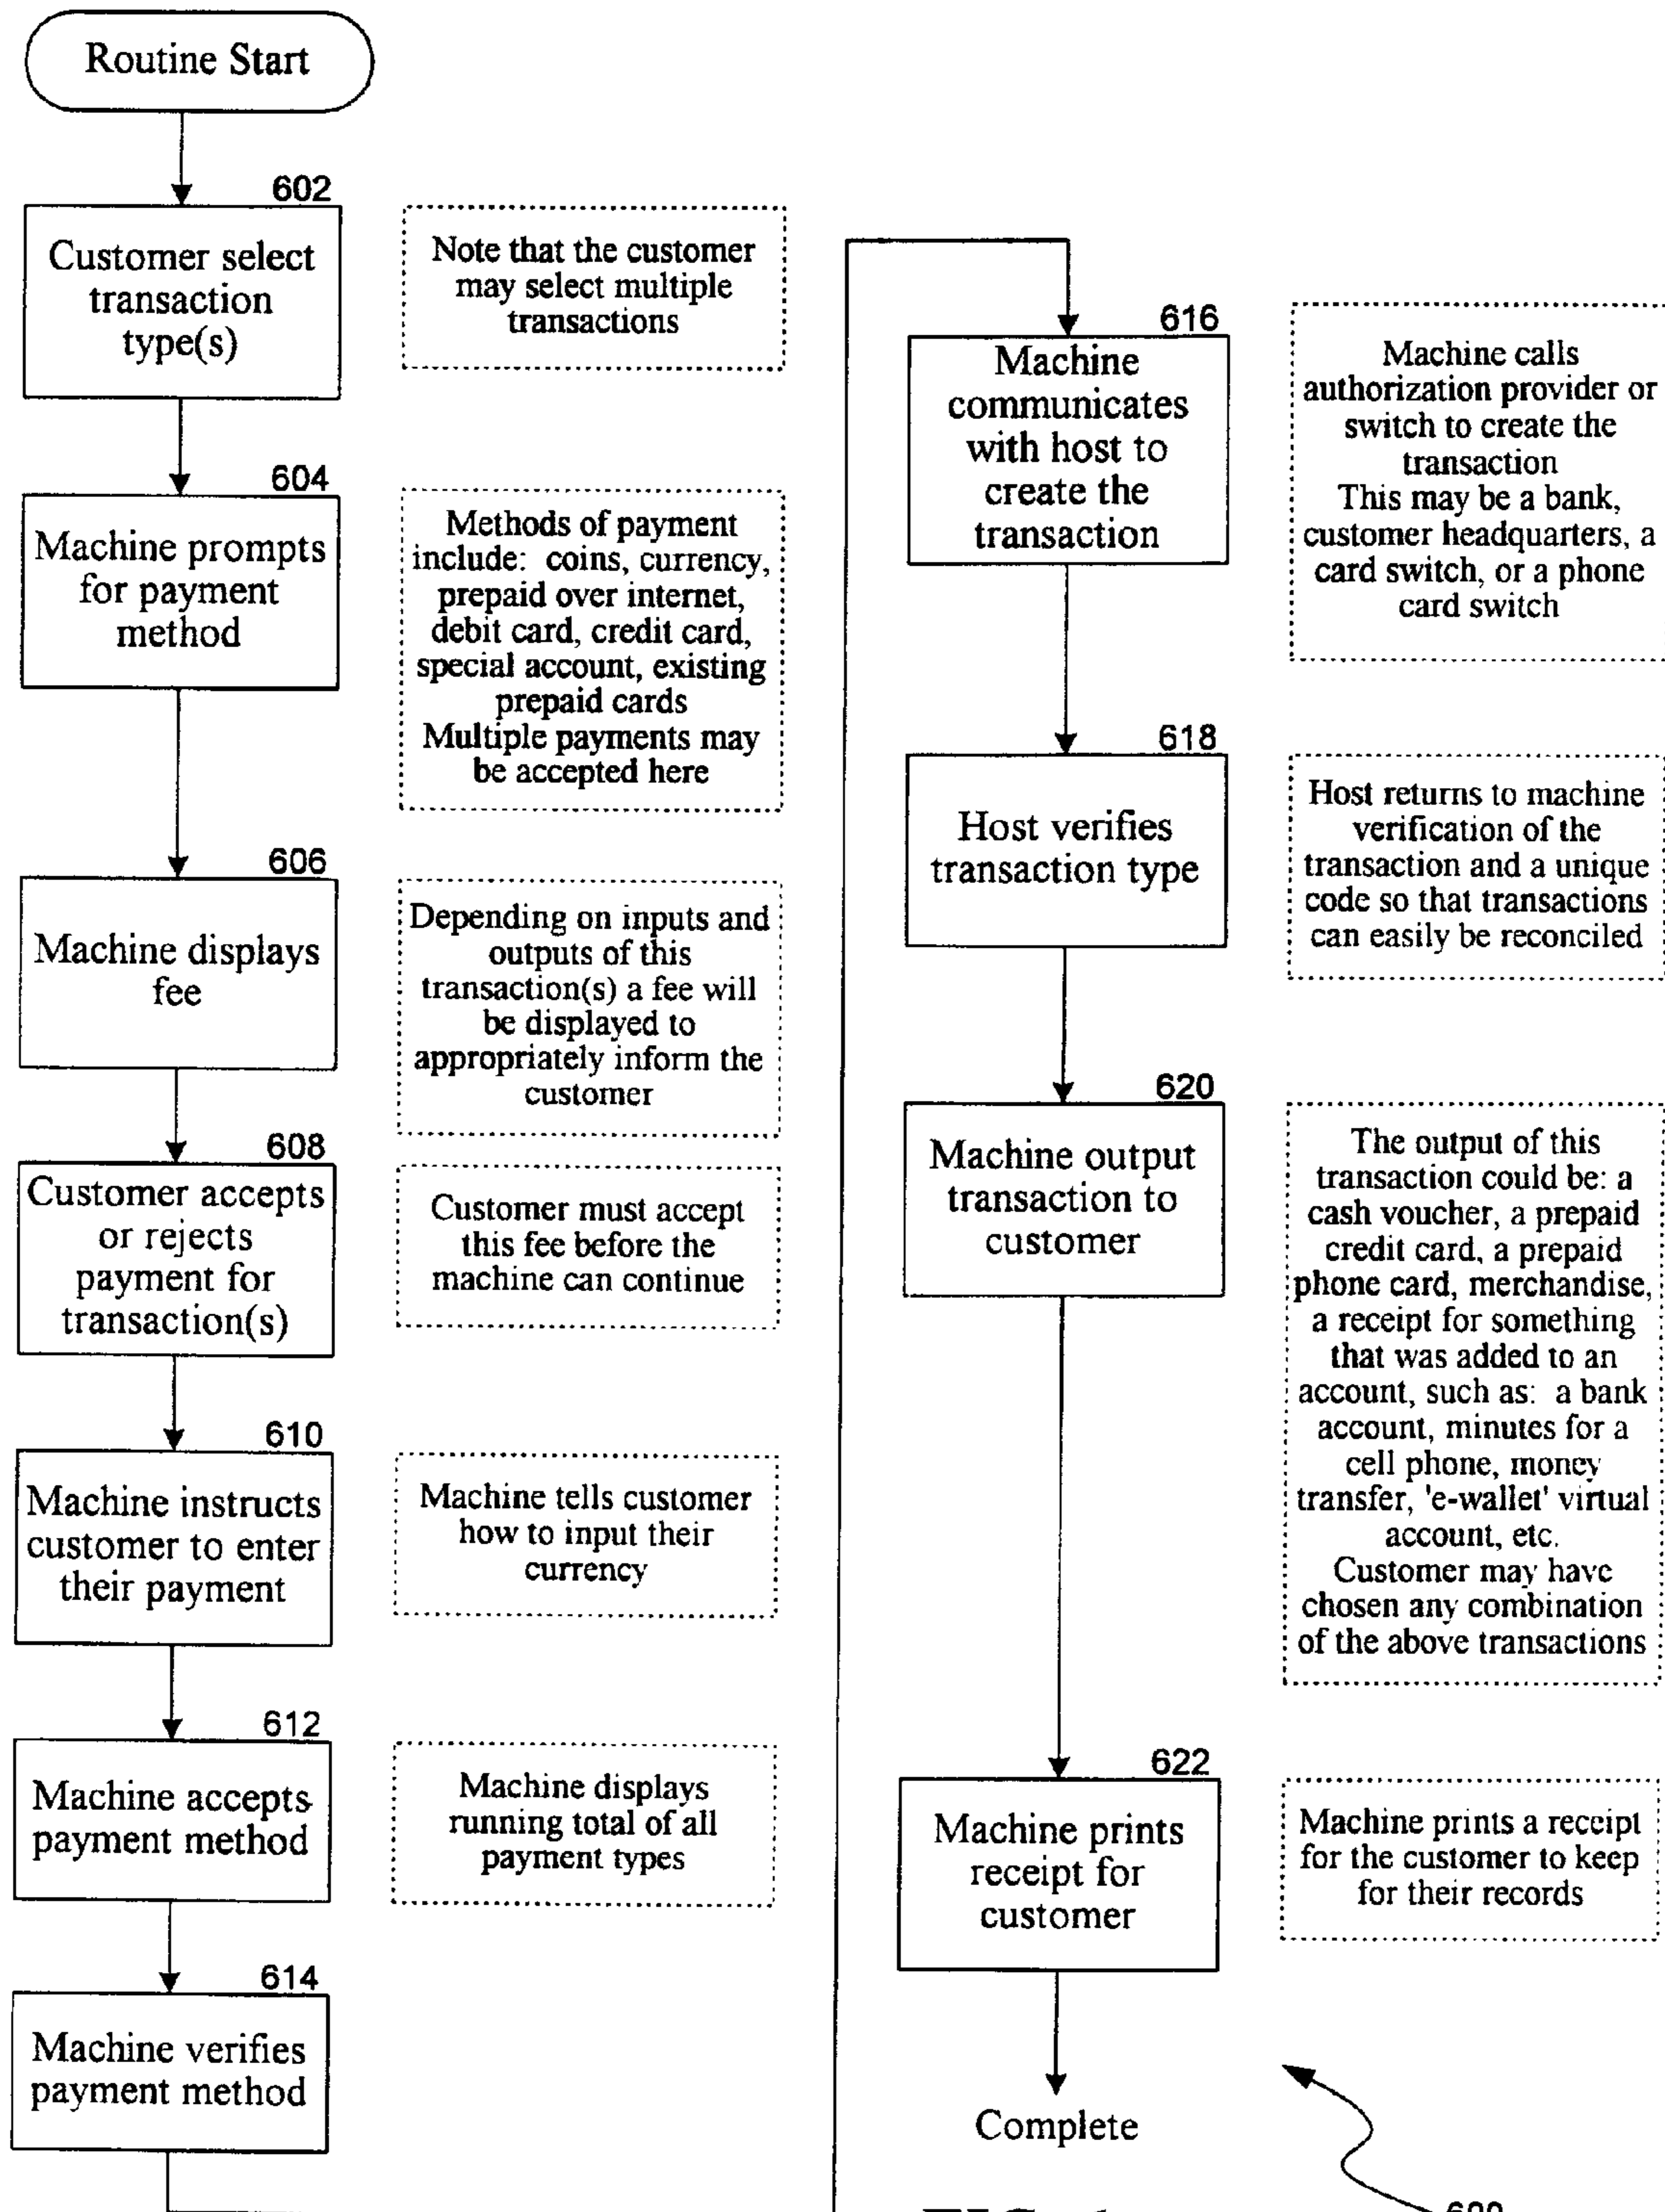 Routine Start
602
Customer select
transaction
type(s)
Note that the customer
may select multiple
transactions
604
Machine prompts
for payment
method
Methods of payment
include: coins, currency,
prepaid over internet,
debit card, credit card,
special account, existing
prepaid cards
Multiple payments may
be accepted here
606
Machine displays
fee
Depending on inputs and
outputs of this
transaction(s) a fee will
be displayed to
appropriately inform the
customer
608
Customer accepts
or rejects
payment for
transaction(s)
Customer must accept
this fee before the
machine can continue
610
Machine instructs
customer to enter
their payment
Machine tells customer
how to input their
currency
612
Machine accepts
payment method
Machine displays
running total of all
payment types
614
Machine verifies
payment method
616
Machine
communicates
with host to
create the
transaction
Machine calls
authorization provider or
switch to create the
transaction
This may be a bank,
customer headquarters, a
card switch, or a phone
card switch
618
Host verifies
transaction type
Host returns to machine
verification of the
transaction and a unique
code so that transactions
can easily be reconciled
620
Machine output
transaction to
customer
The output of this
transaction could be: a
cash voucher, a prepaid
credit card, a prepaid
phone card, merchandise,
a receipt for something
that was added to an
account, such as: a bank
account, minutes for a
cell phone, money
transfer, 'e-wallet' virtual
account, etc.
Customer may have
chosen any combination
of the above transactions
622
Machine prints
receipt for
customer
Machine prints a receipt
for the customer to keep
for their records
Complete